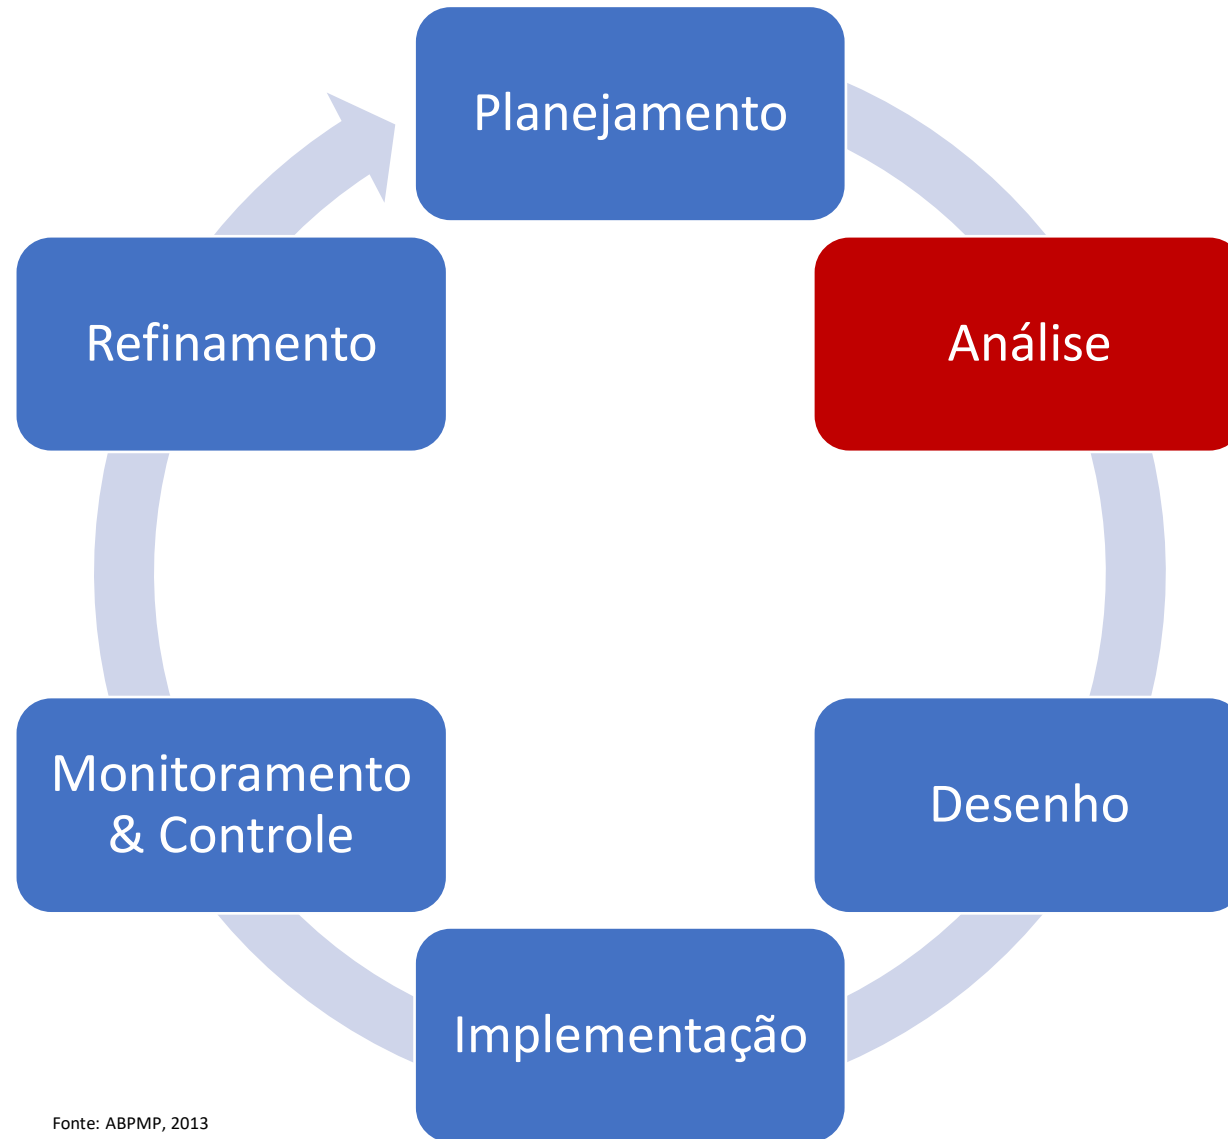 Planejamento
Análise
Desenho
Implementação
Monitoramento
& Controle
Refinamento
Fonte: ABPMP, 2013